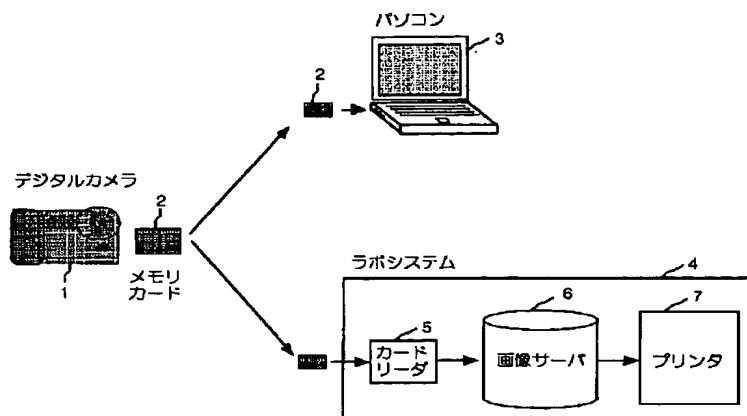 パソコン
3
2
デジタルカメラ
2
1
メモリ
カード
ラボシステム
4
5
6
7
カード
リーダ
画像サーバ
プリンタ